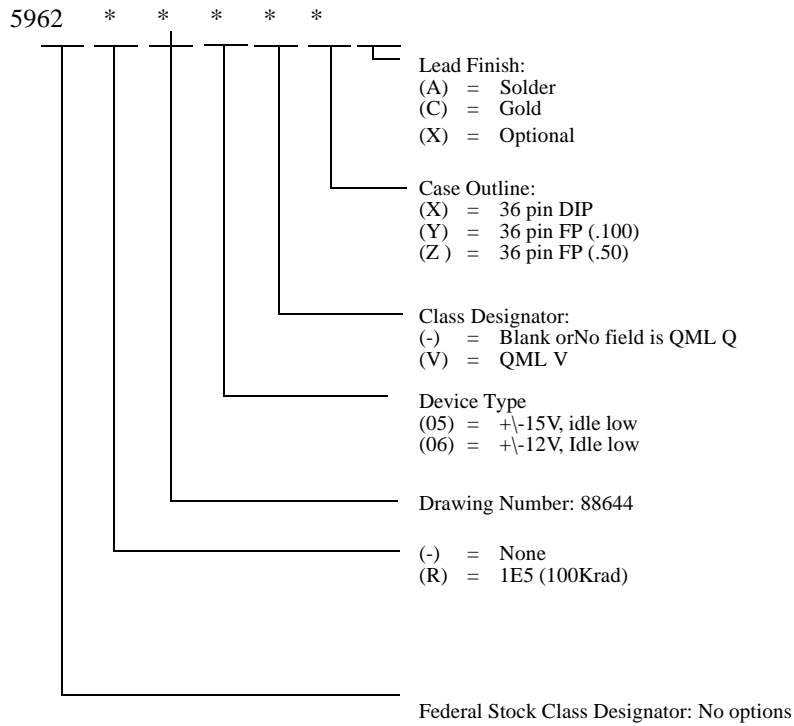 5962 * * * * *
Lead Finish:
(A) = Solder
(C) = Gold
(X) = Optional
Case Outline:
(X) = 36 pin DIP
(Y) = 36 pin FP (.100)
(Z ) = 36 pin FP (.50)
Class Designator:
(-) = Blank orNo field is QML Q
(V) = QML V
Device Type
(05) = +\-15V, idle low
(06) = +\-12V, Idle low
Drawing Number: 88644
(-) = None
(R) = 1E5 (100Krad)
Federal Stock Class Designator: No options